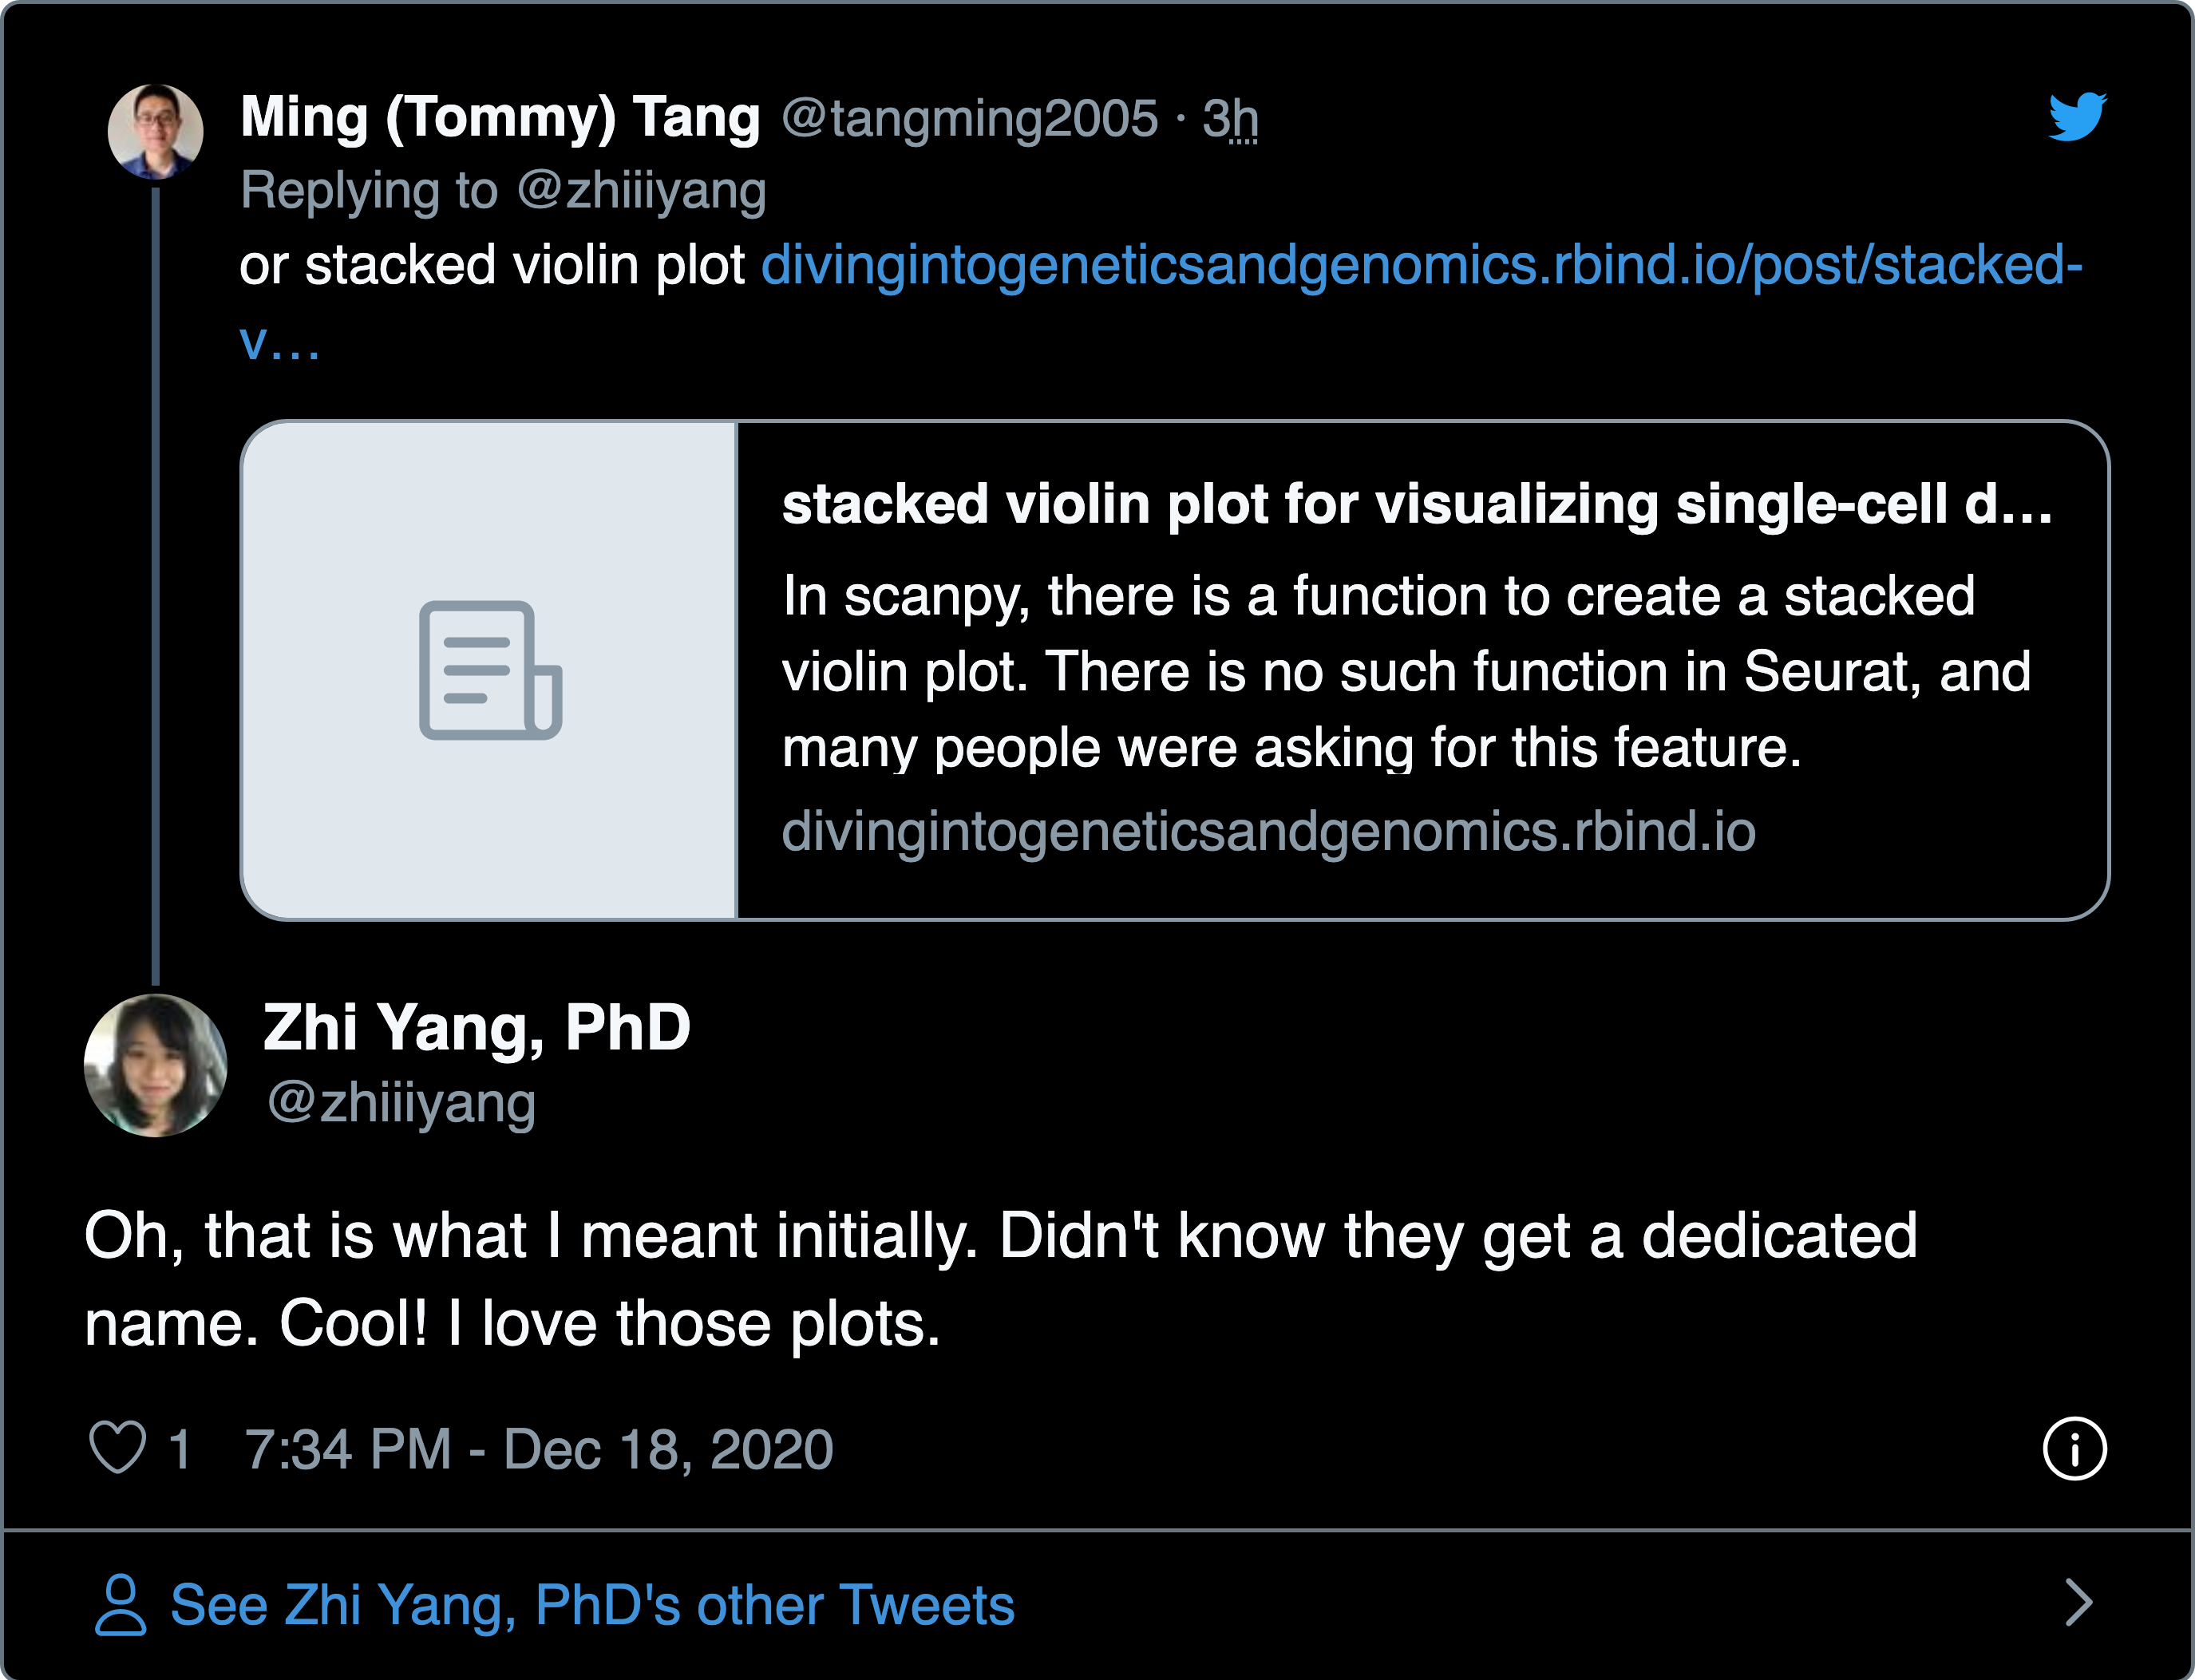 Ming (Tommy) Tang @tangming2005 · 3h
Replying to @zhiiiyang
or stacked violin plot divingintogeneticsandgenomics.rbind.io/post/stacked-
v…
stacked violin plot for visualizing single-cell d...
In scanpy, there is a function to create a stacked
violin plot. There is no such function in Seurat, and
many people were asking for this feature.
divingintogeneticsandgenomics.rbind.io
Zhi Yang, PhD
@zhiiiyang
Oh, that is what I meant initially. Didn't know they get a dedicated
name. Cool! I love those plots.
1 7:34 PM - Dec 18, 2020
See Zhi Yang, PhD's other Tweets